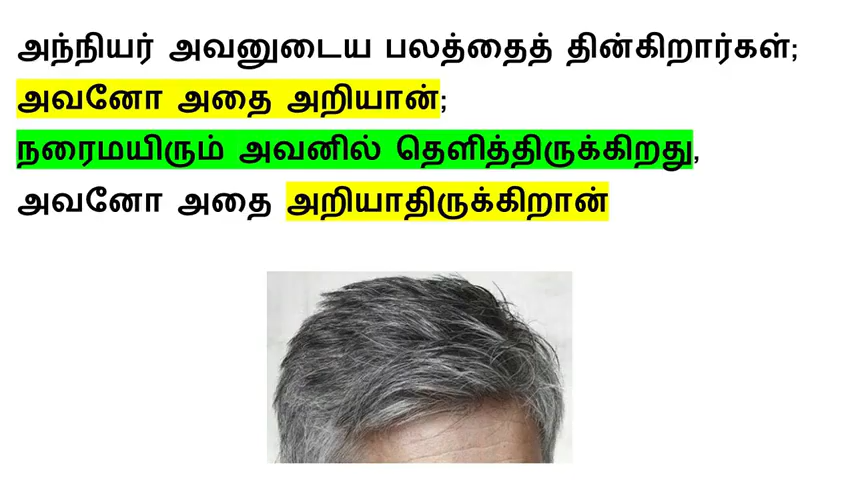 அந்நியர் அவனுடைய பலத்தைத் தின்கிறார்கள்;
அவனோ அதை அறியான்;
நரைமயிரும் அவனில் தெளித்திருக்கிறது,
அவனோ அதை அறியாதிருக்கிறான்